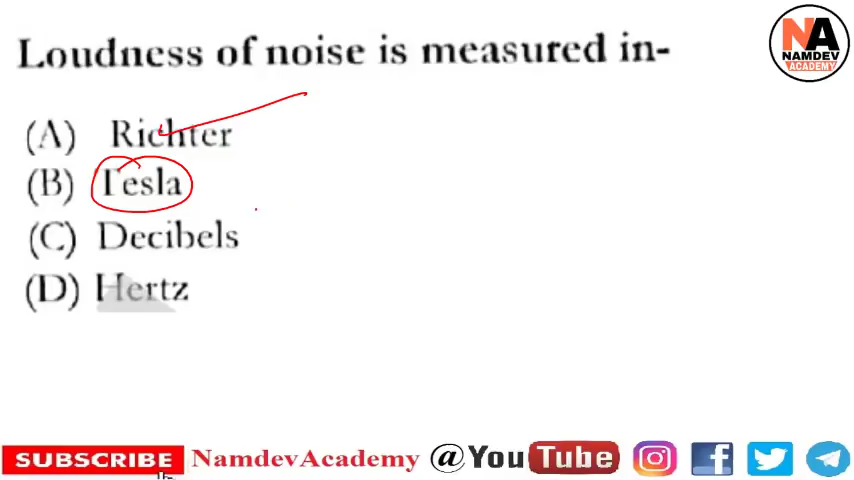 Loudness of noise is measured in-
NA
NAMDEV
ACADEMY
(A) Richter
(B) Tesla
(C) Decibels
(D) Hertz
SUBSCRIBE NamdevAcademy @YouTube